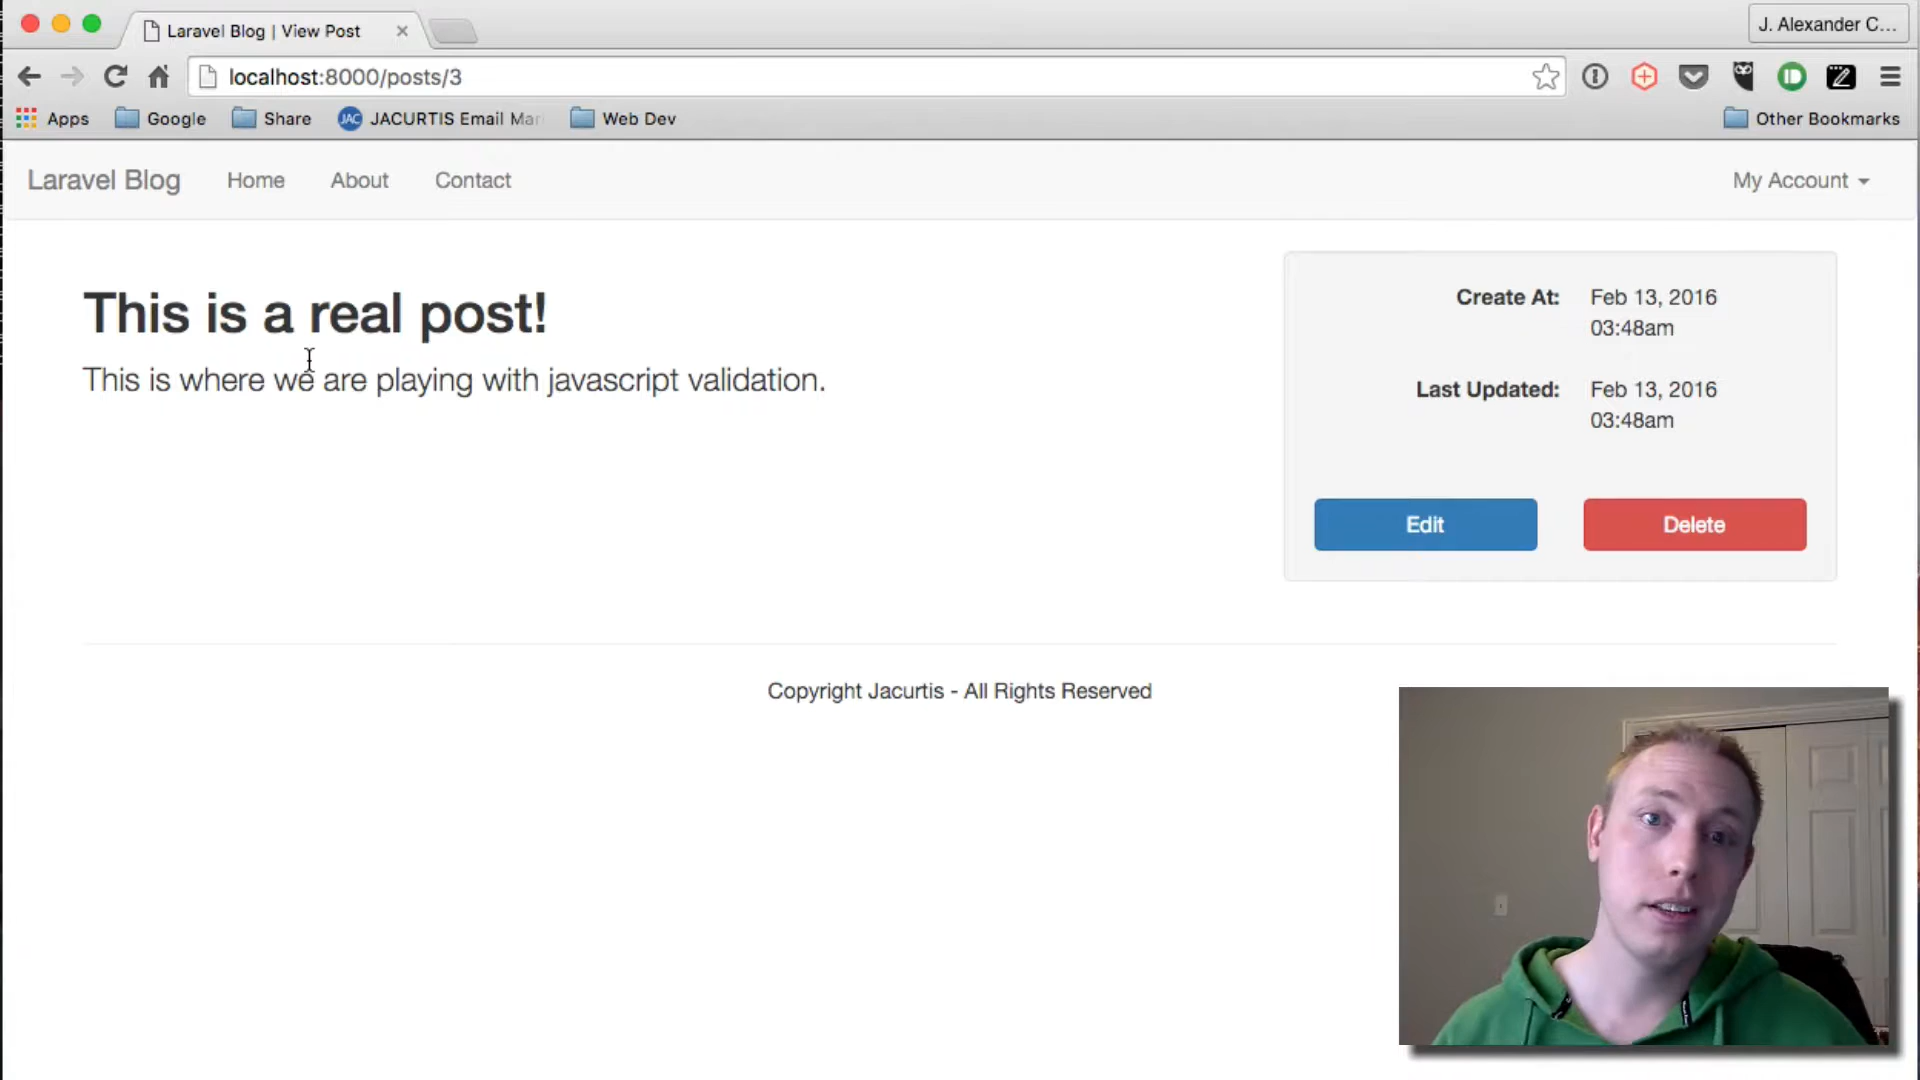 Laravel Blog | View Post
J. Alexander C...
localhost:8000/posts/3
Apps
Google
Share
JAC
JACURTIS Email Mar
Web Dev
Other Bookmarks
Laravel Blog
Home
About
Contact
My Account
This is a real post!
This is where we are playing with javascript validation.
Create At:
Feb 13, 2016
03:48am
Last Updated:
Feb 13, 2016
03:48am
Edit
Delete
Copyright Jacurtis - All Rights Reserved